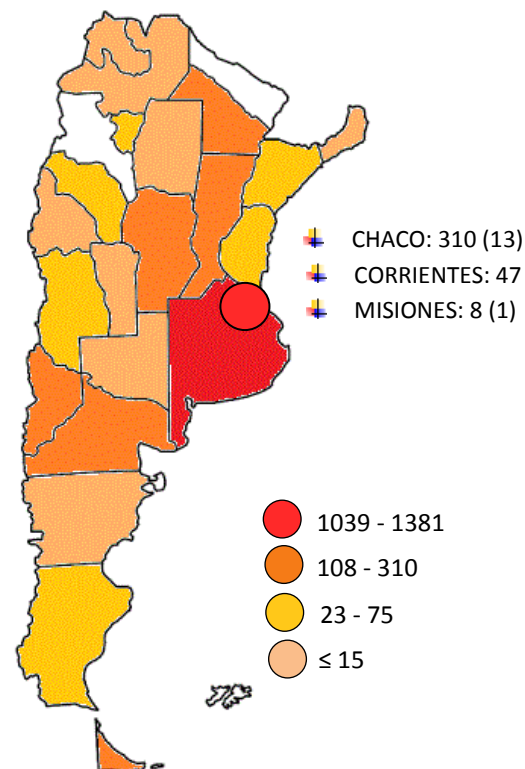 CHACO: 310 (13)
CORRIENTES: 47
MISIONES: 8 (1)
1039 - 1381
108 - 310
23 - 75
≤ 15